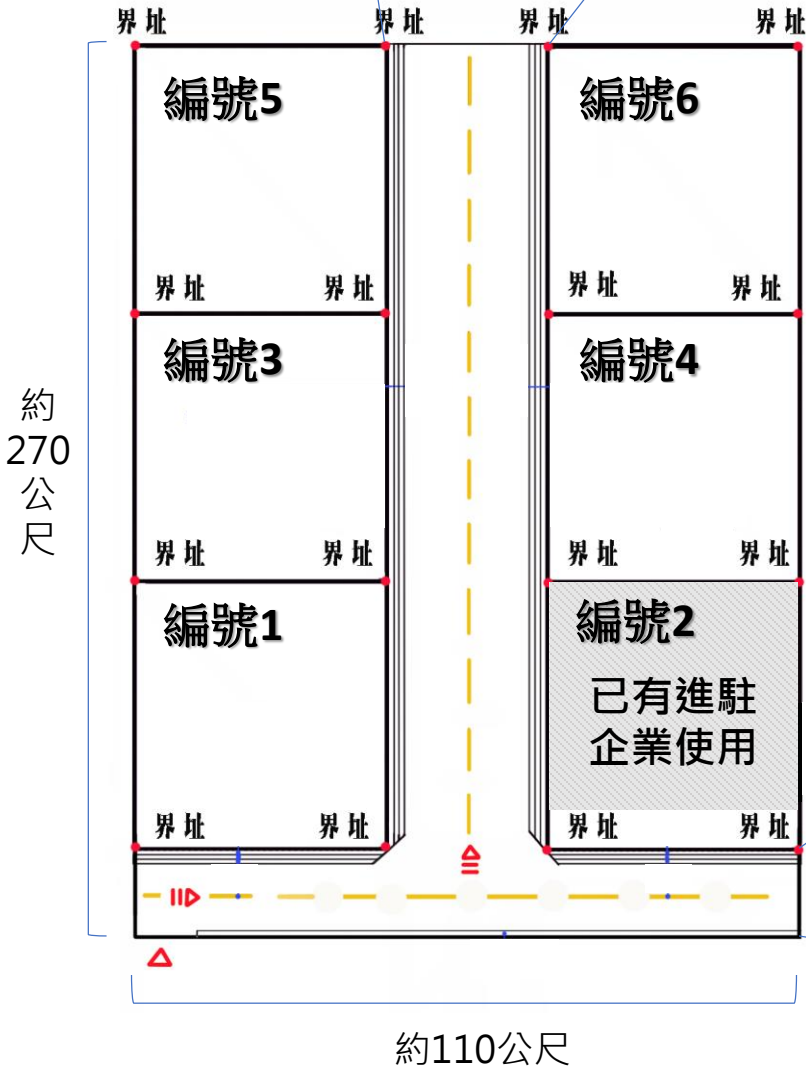 界址 界址 界址 界址
編號5 編號6
界址 界址 界址 界址
編號3 編號4
約
270
公
尺
界址 界址 界址 界址
編號1 編號2
已有進駐
企業使用
界址 界址 界址 界址
約110公尺